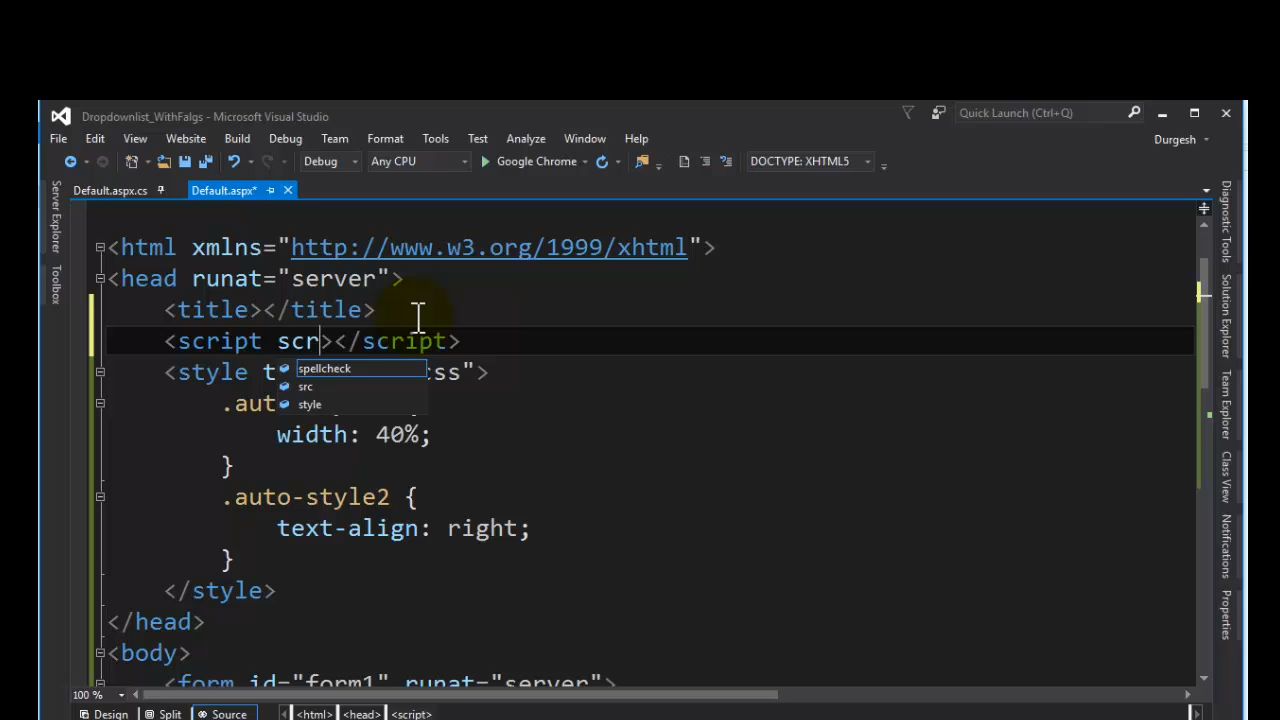 Dropdownlist_WithFalgs - Microsoft Visual Studio
Quick Launch (Ctrl+Q)
File Edit View Website Build Debug Team Format Tools Test Analyze Window Help
Durgesh
Debug Any CPU Google Chrome DOCTYPE: XHTML5
Default.aspx.cs Default.aspx*
Server Explorer
Toolbox
<html xmlns="http://www.w3.org/1999/xhtml">
<head runat="server">
<title></title>
<script scr></script>
<style t css">
spellcheck
src
style
.aut
width: 40%;
}
.auto-style2 {
text-align: right;
}
</style>
</head>
<body>
<form id="form1" runat="server">
Diagnostic Tools
Solution Explorer
Team Explorer
Class View
Notifications
Properties
100 %
Design Split Source <html> <head> <script>